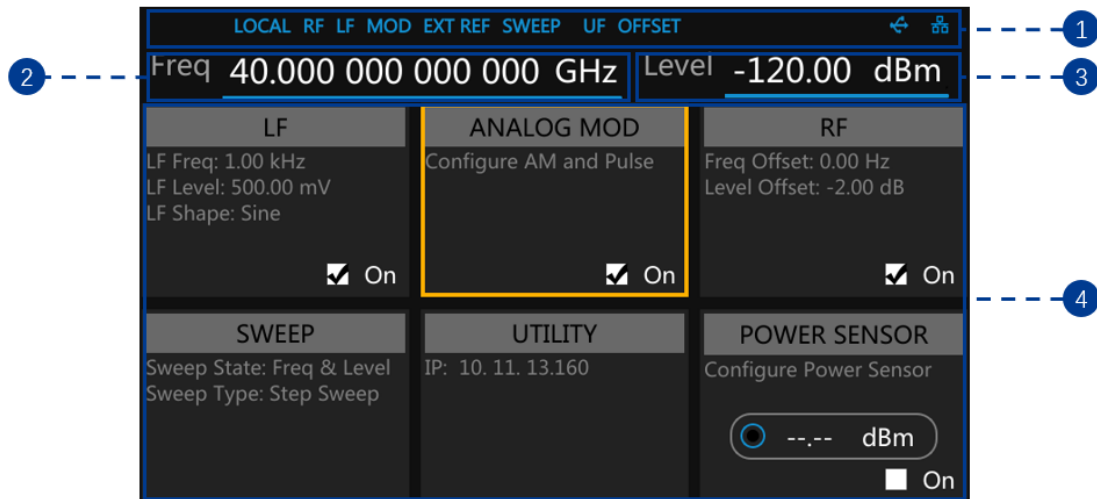 LOCAL RF LF MOD EXT REF SWEEP UF OFFSET
1
2
Freq 40.000 000 000 000 GHz
Level -120.00 dBm
3
LF
LF Freq: 1.00 kHz
LF Level: 500.00 mV
LF Shape: Sine
On
ANALOG MOD
Configure AM and Pulse
On
RF
Freq Offset: 0.00 Hz
Level Offset: -2.00 dB
On
4
SWEEP
Sweep State: Freq & Level
Sweep Type: Step Sweep
UTILITY
IP: 10. 11. 13.160
POWER SENSOR
Configure Power Sensor
--.-- dBm
On